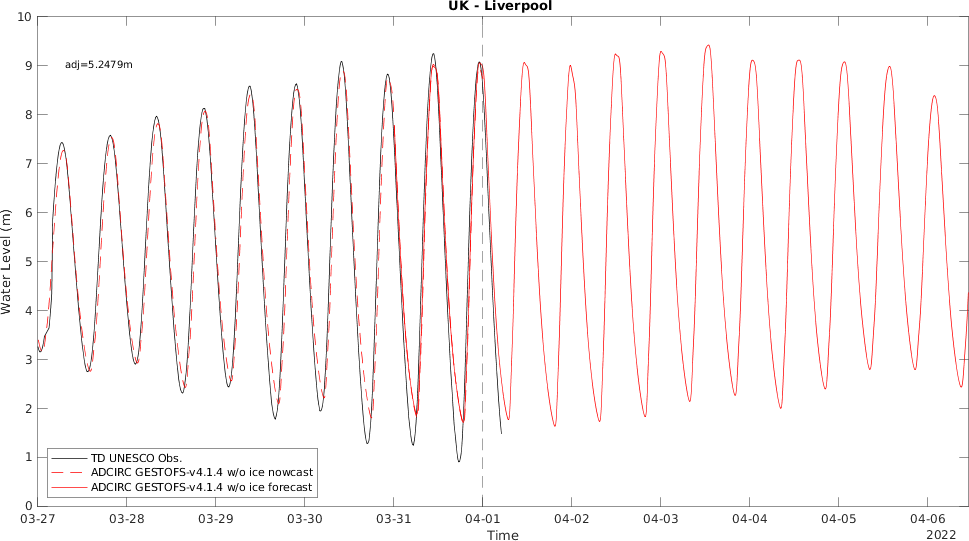 UK - Liverpool
10
9
8
7
6
5
4
3
2
1
0
Water Level (m)
adj=5.2479m
TD UNESCO Obs.
ADCIRC GESTOFS-v4.1.4 w/o ice nowcast
ADCIRC GESTOFS-v4.1.4 w/o ice forecast
03-27 03-28 03-29 03-30 03-31 04-01 04-02 04-03 04-04 04-05 04-06
Time
2022